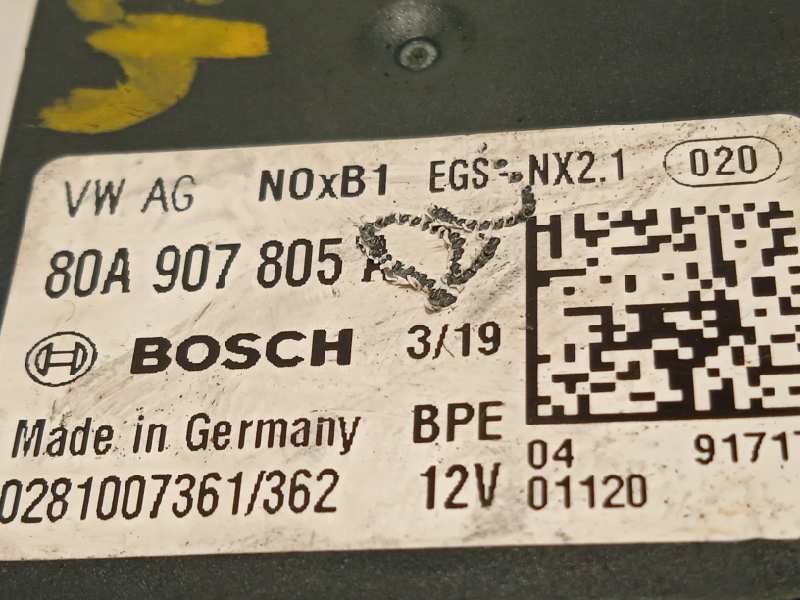 VW AG NOxB1 EGS-NX2.1 020
80A 907 805
BOSCH 3/19
Made in Germany BPE
04 9171
0281007361/362 12V 01120